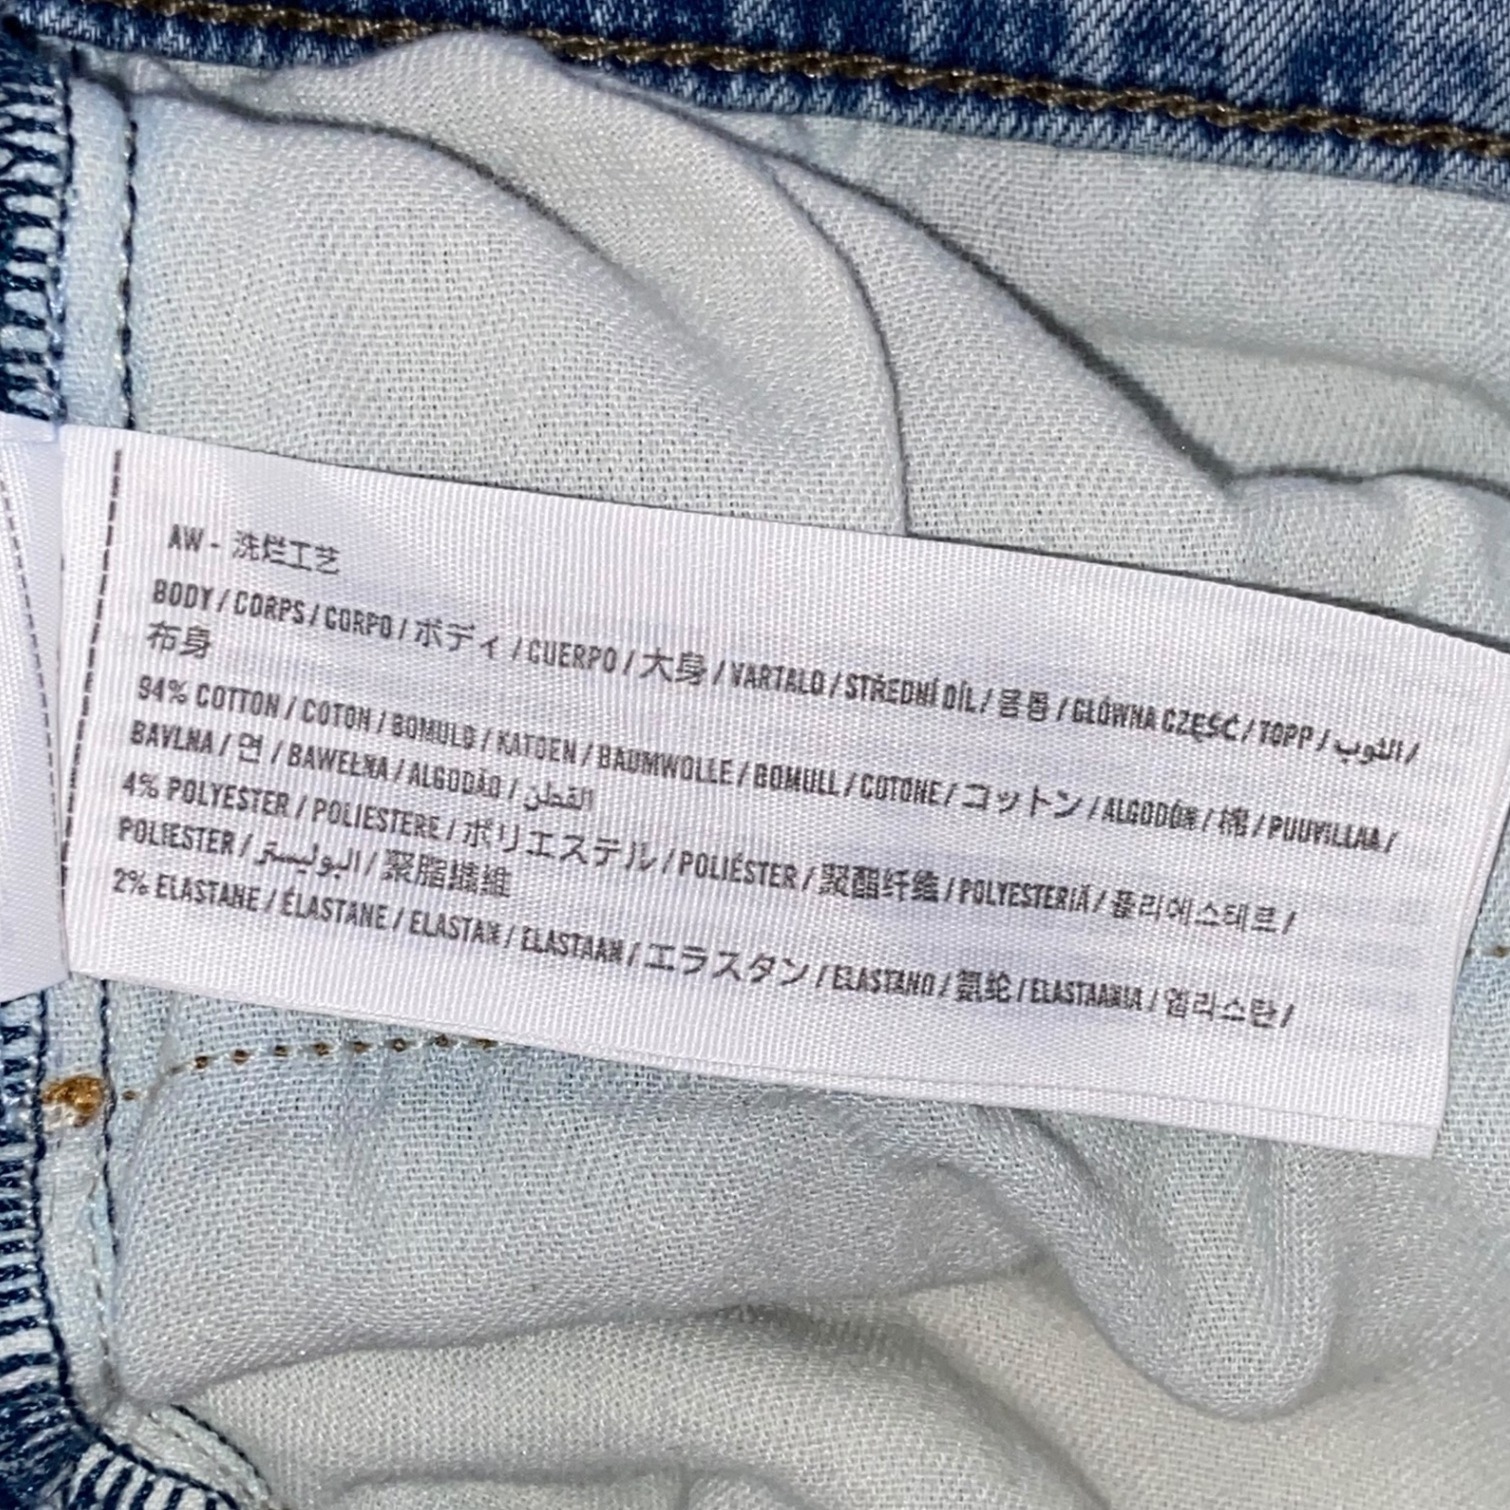 AW - 洗烂工艺
BODY / CORPS / CORPO / ボディ / CUERPO / 大身 / VARTALO / STŘEDNÍ DÍL / 몸통 / GŁÓWNA CZĘŚĆ / TOPP / الثوب /
布身
94% COTTON / COTON / BOMULD / KATOEN / BAUMWOLLE / BOMULL / COTONE / コットン / ALGODÓN / 棉 / PUUVILLAA /
BAVLNA / 면 / BAWEŁNA / ALGODÃO / القطن
4% POLYESTER / POLIESTERE / ポリエステル / POLIÉSTER / 聚酯纤维 / POLYESTERIÄ / 폴리에스테르 /
POLIESTER / البوليستر / 聚脂纖維
2% ELASTANE / ÉLASTANE / ELASTAN / ELASTAAN / エラスタン / ELASTANO / 氨纶 / ELASTAANIA / 엘라스탄 /